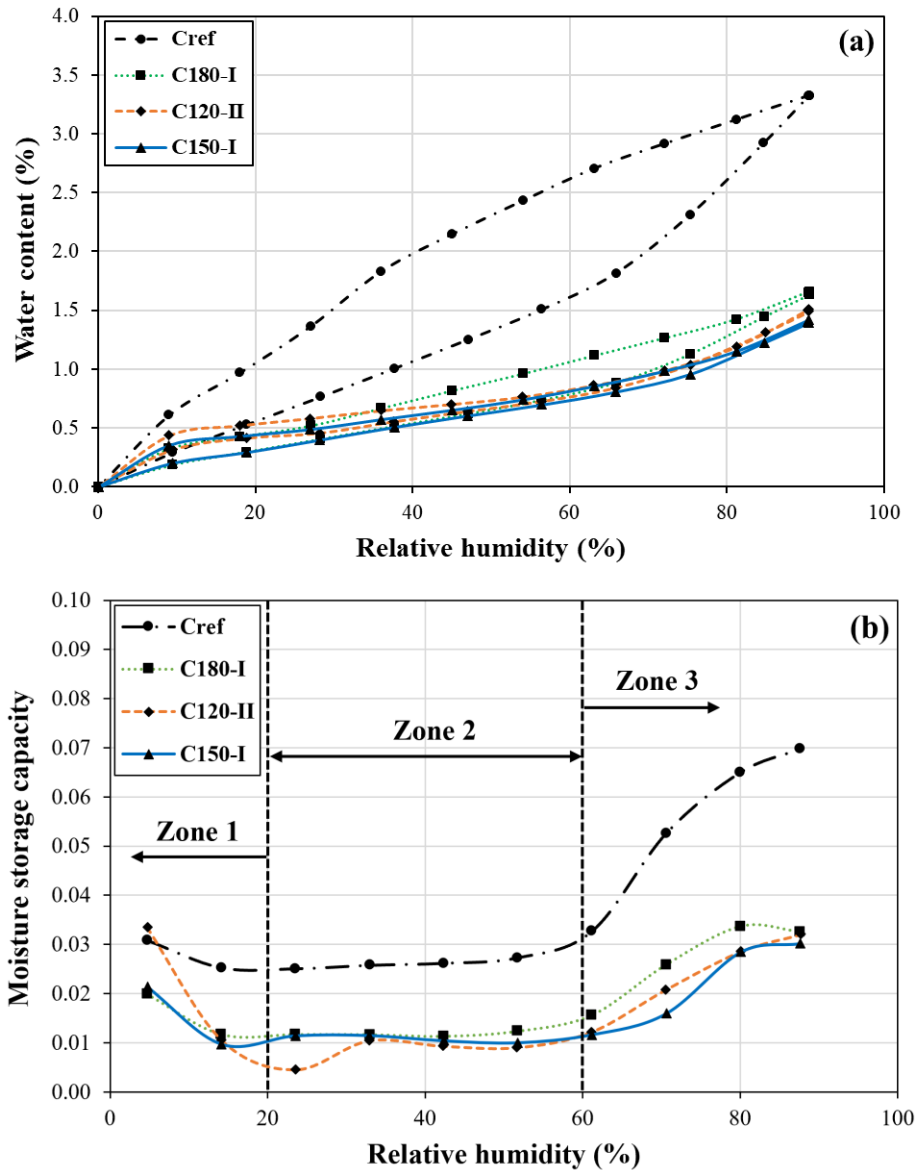 4.0
3.5
3.0
2.5
2.0
1.5
1.0
0.5
0.0
Water content (%)
Cref
C180-I
C120-II
C150-I
(a)
0 20 40 60 80 100
Relative humidity (%)
0.10
0.09
0.08
0.07
0.06
0.05
0.04
0.03
0.02
0.01
0.00
Moisture storage capacity
Cref
C180-I
C120-II
C150-I
(b)
Zone 3
Zone 2
Zone 1
0 20 40 60 80 100
Relative humidity (%)